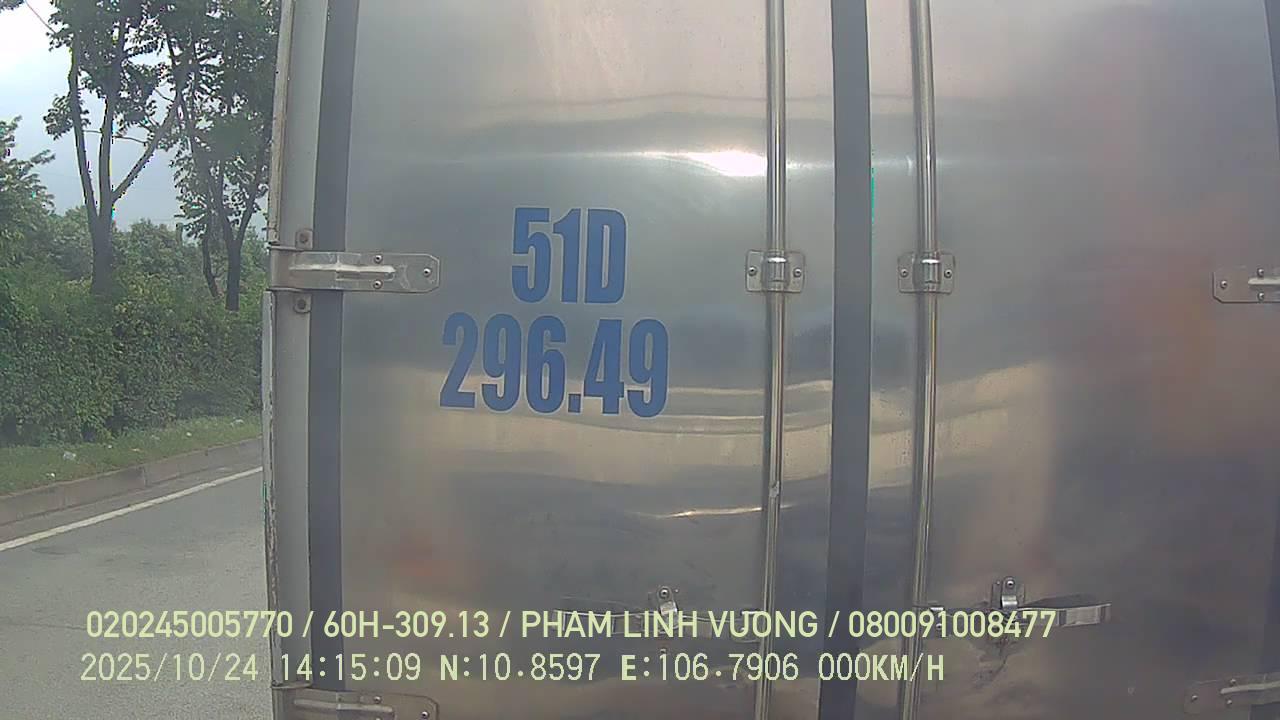 51D
296.49
020245005770 / 60H-309.13 / PHAM LINH VUONG / 080091008477
2025/10/24 14:15:09 N:10.8597 E:106.7906 000KM/H